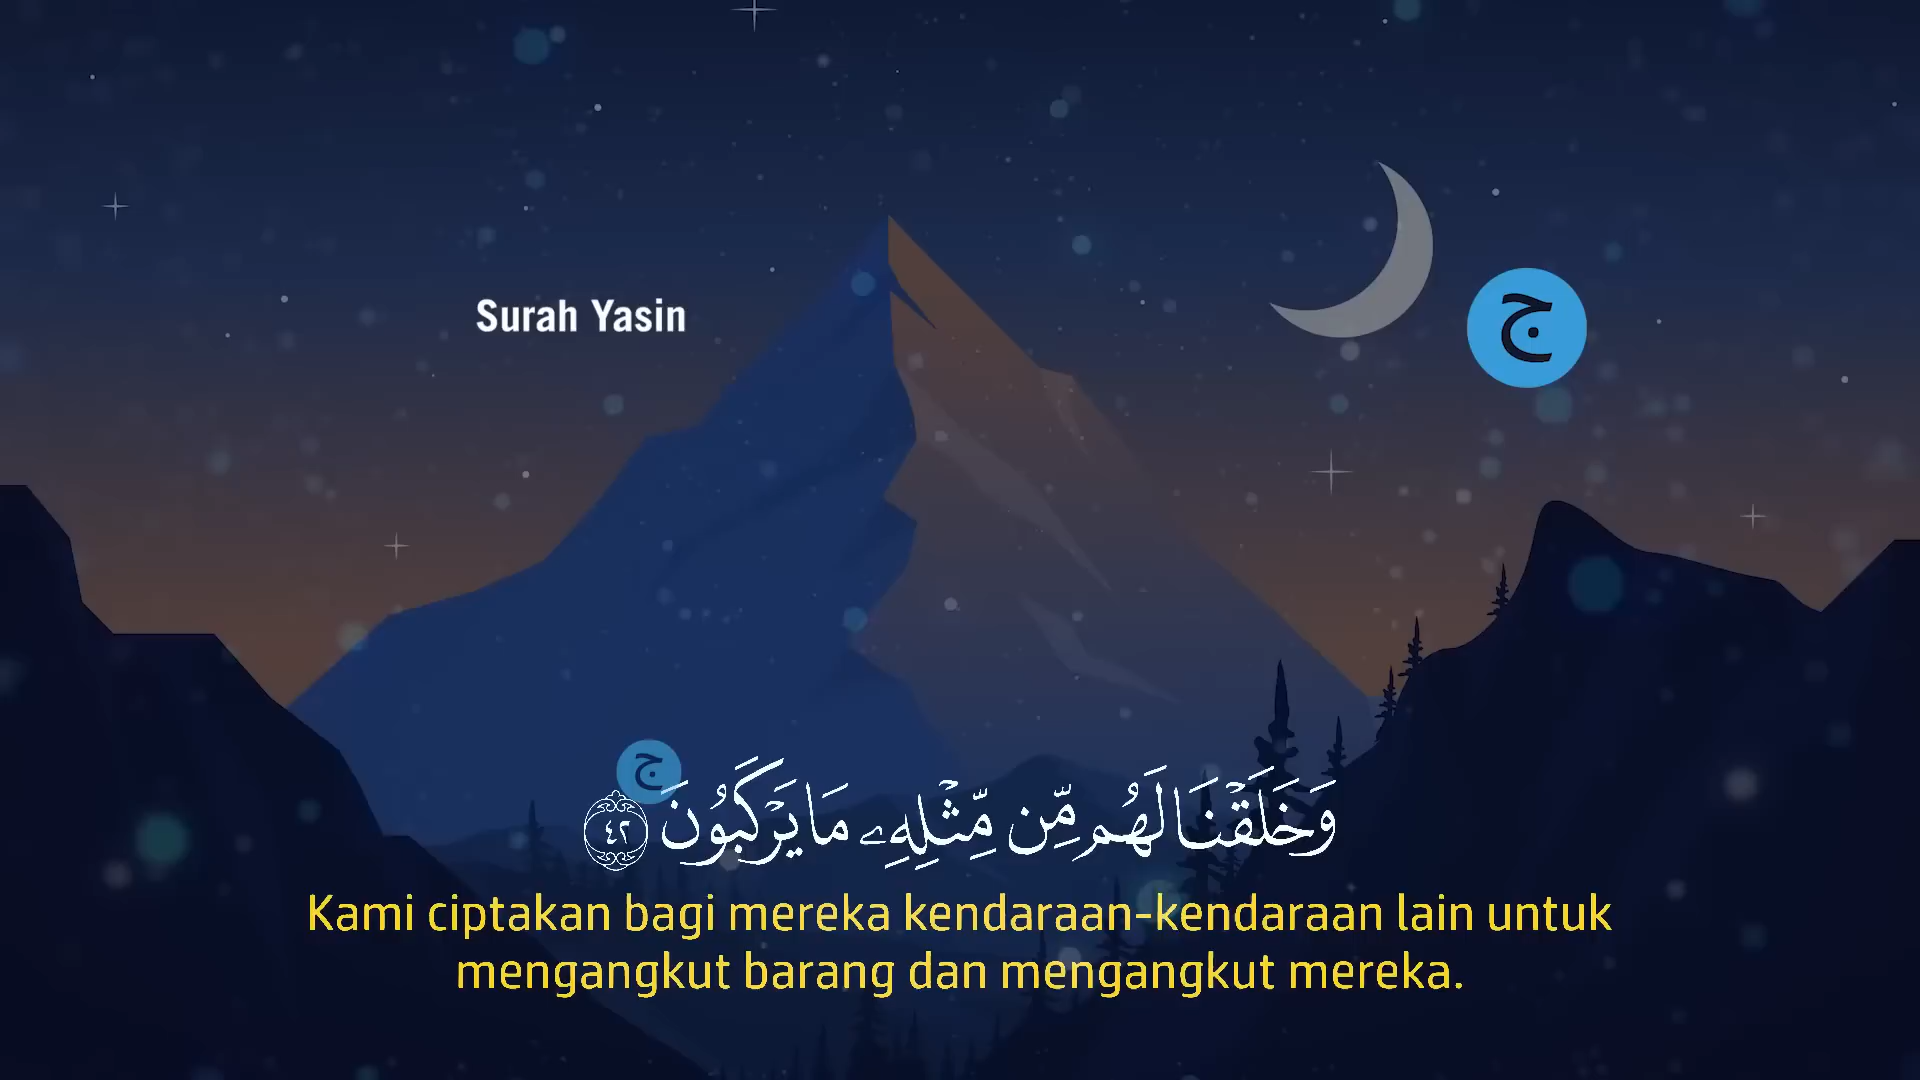 Surah Yasin
ج
ج
وَخَلَقْنَا لَهُم مِّن مِّثْلِهِۦ مَا يَرْكَبُونَ ٤٢
Kami ciptakan bagi mereka kendaraan-kendaraan lain untuk
mengangkut barang dan mengangkut mereka.